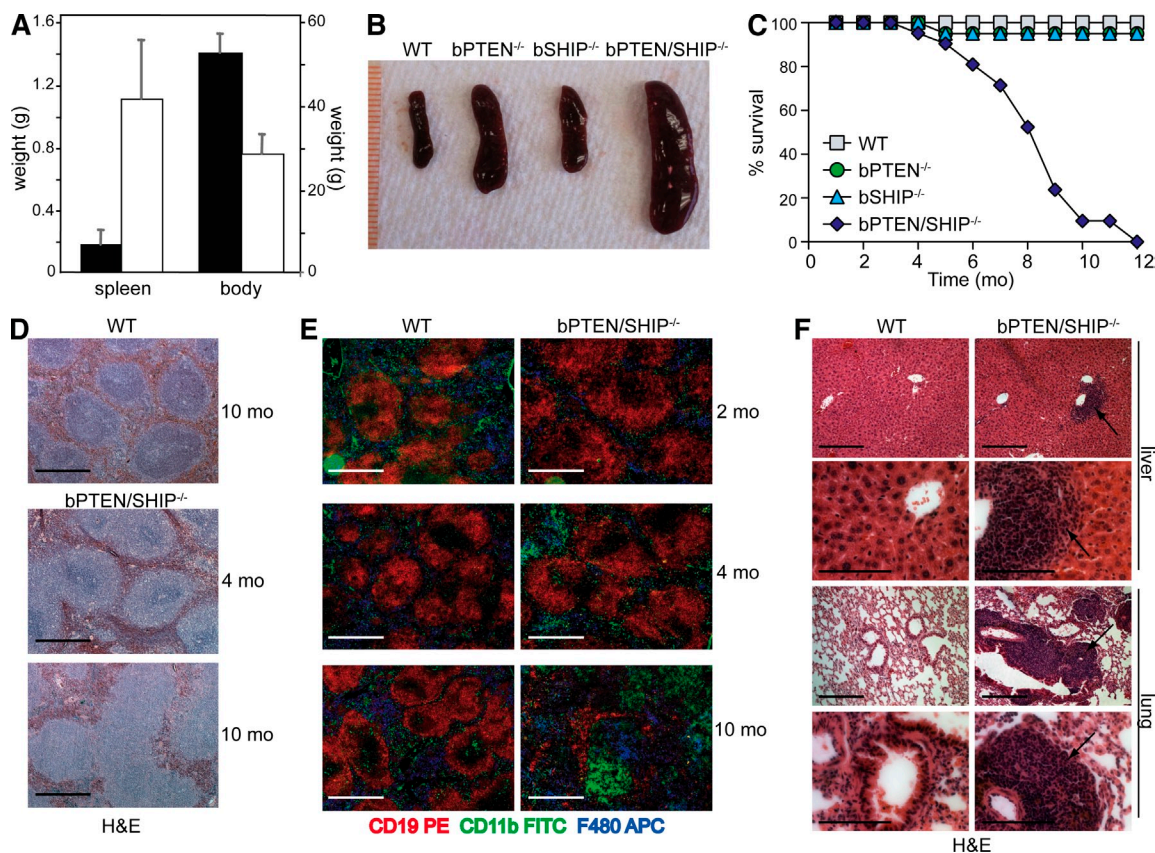 A
weight (g)
1.6
1.2
0.8
0.4
0
60
40
20
0
weight (g)
spleen
body
B
WT bPTEN⁻/⁻ bSHIP⁻/⁻ bPTEN/SHIP⁻/⁻
C
% survival
100
80
60
40
20
0
WT
bPTEN⁻/⁻
bSHIP⁻/⁻
bPTEN/SHIP⁻/⁻
0 2 4 6 8 10 12
Time (mo)
D
WT
10 mo
bPTEN/SHIP⁻/⁻
4 mo
10 mo
H&E
E
WT bPTEN/SHIP⁻/⁻
2 mo
4 mo
10 mo
CD19 PE CD11b FITC F480 APC
F
WT bPTEN/SHIP⁻/⁻
liver
lung
H&E